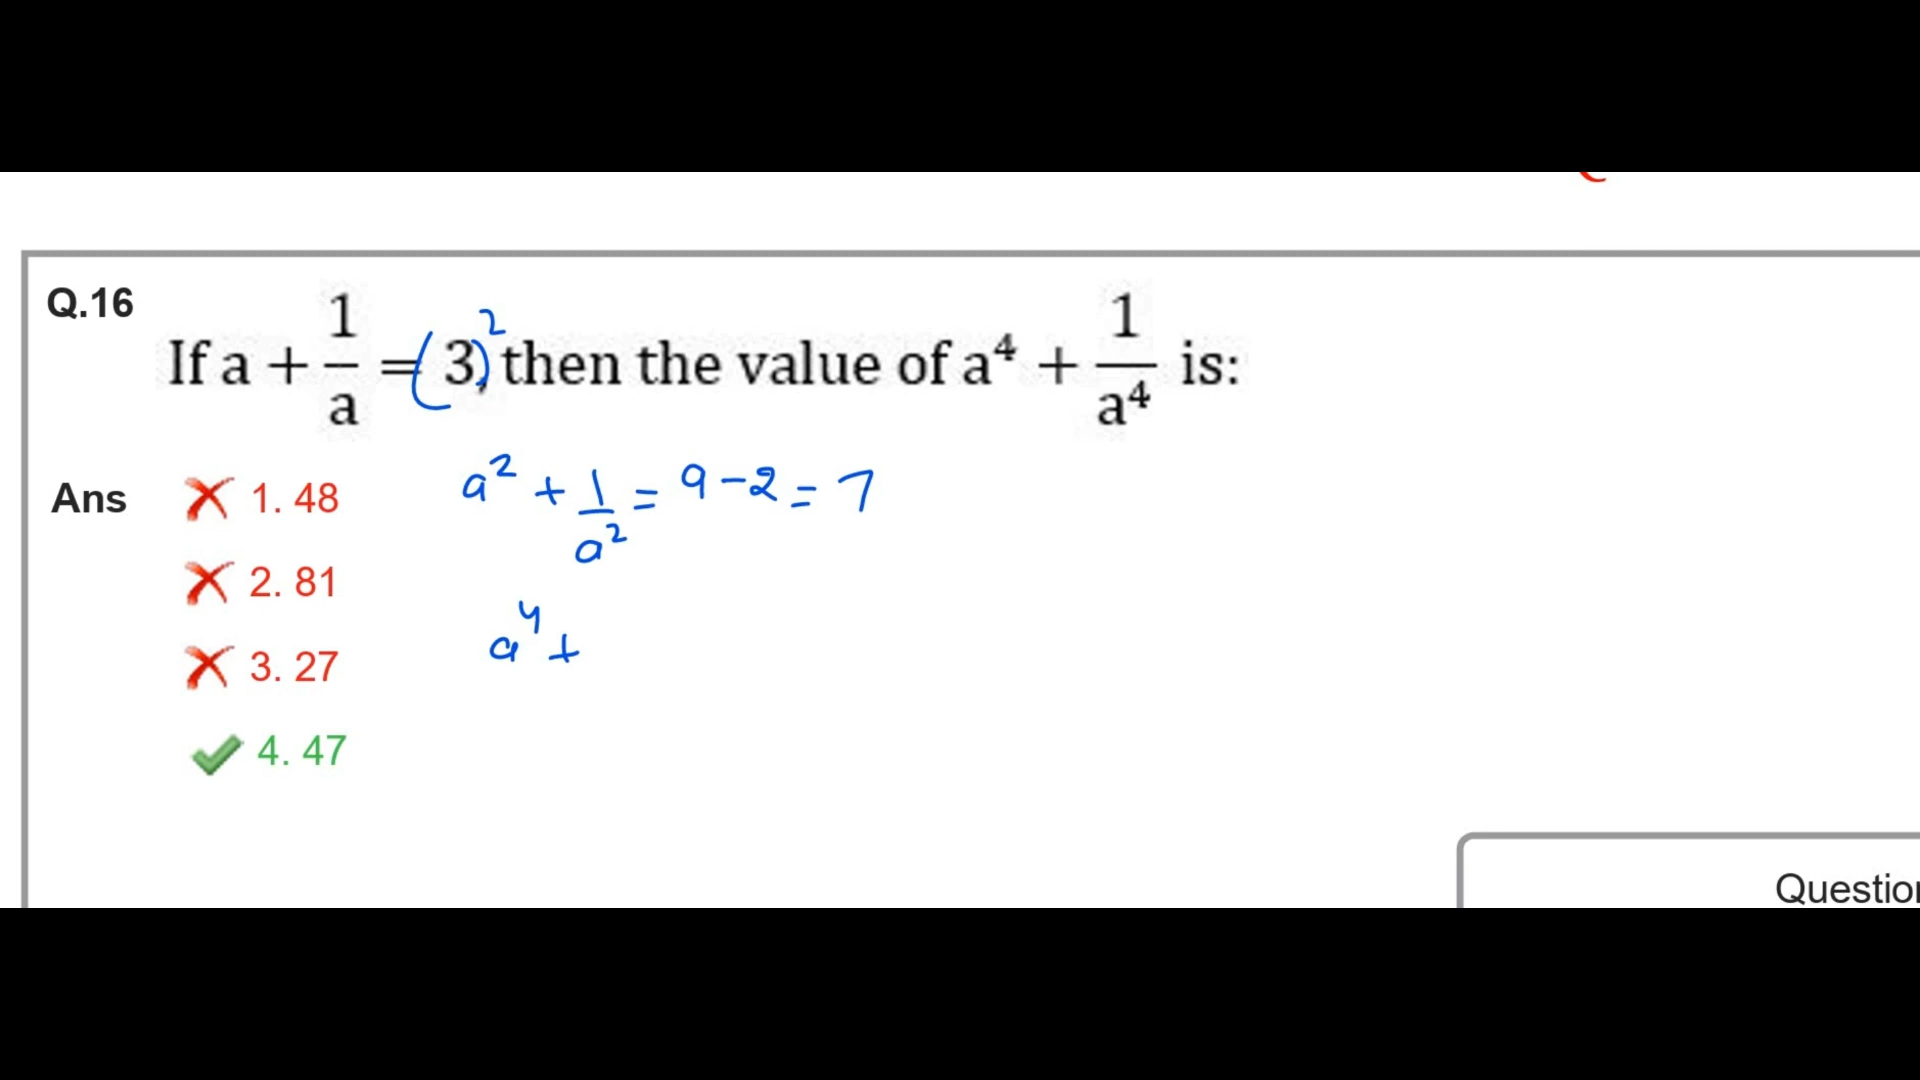 Q.16 If a + 1/a = (3,)² then the value of a⁴ + 1/a⁴ is:
Ans 1. 48
a² + 1/a² = 9 - 2 = 7
2. 81
a⁴ +
3. 27
4. 47